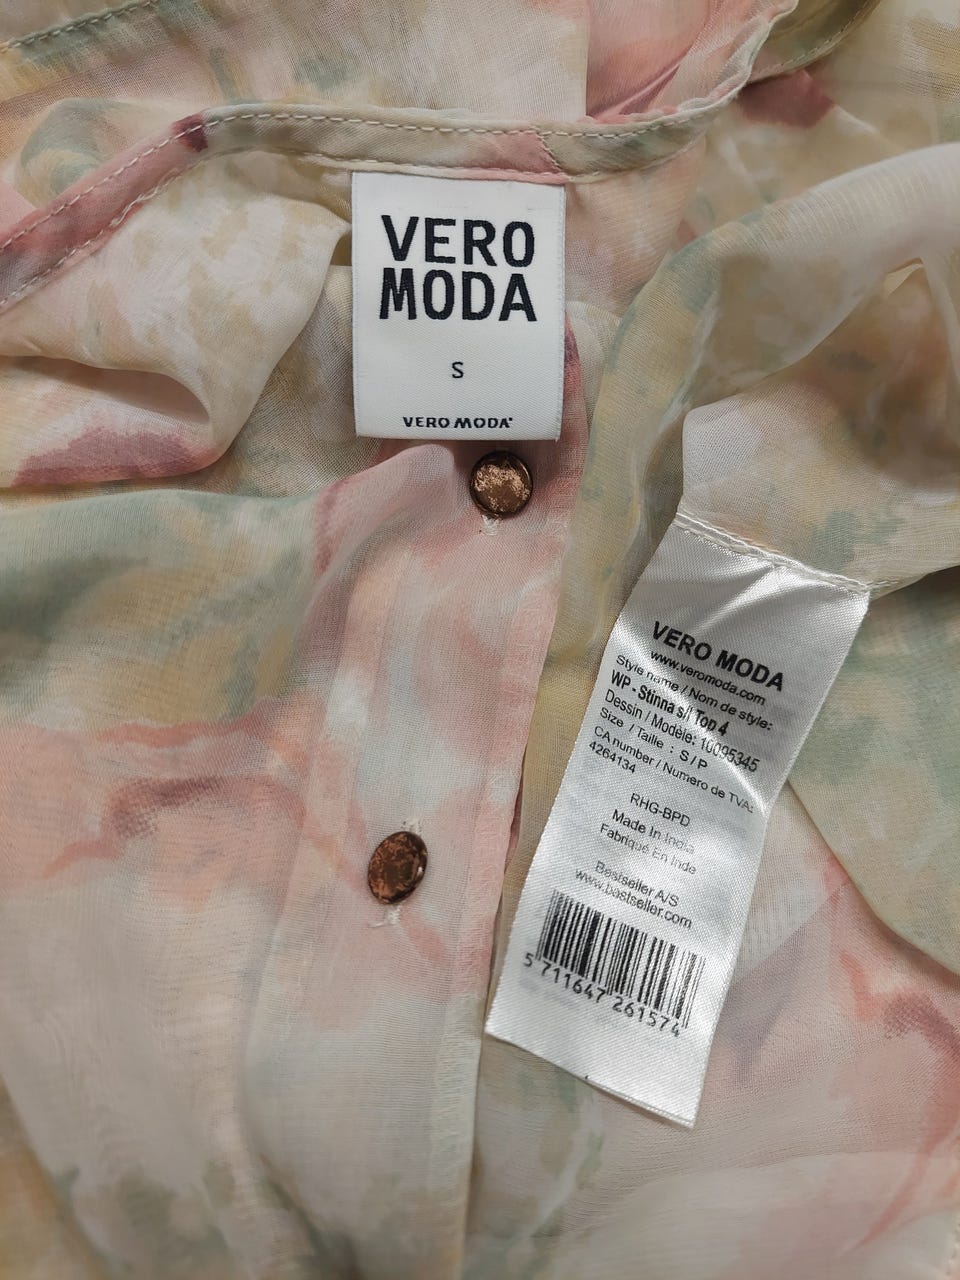 VERO
MODA
S
VERO MODA
VERO MODA
www.veromoda.com
Style name / Nom de style:
WP - Stinna s/l Top 4
Dessin / Modèle: 10095345
Size / Taille : S / P
CA number / Numero de TVA:
4264134
RHG-BPD
Made In India
Fabriqué En Inde
Bestseller A/S
www.bestseller.com
5 711647 261574